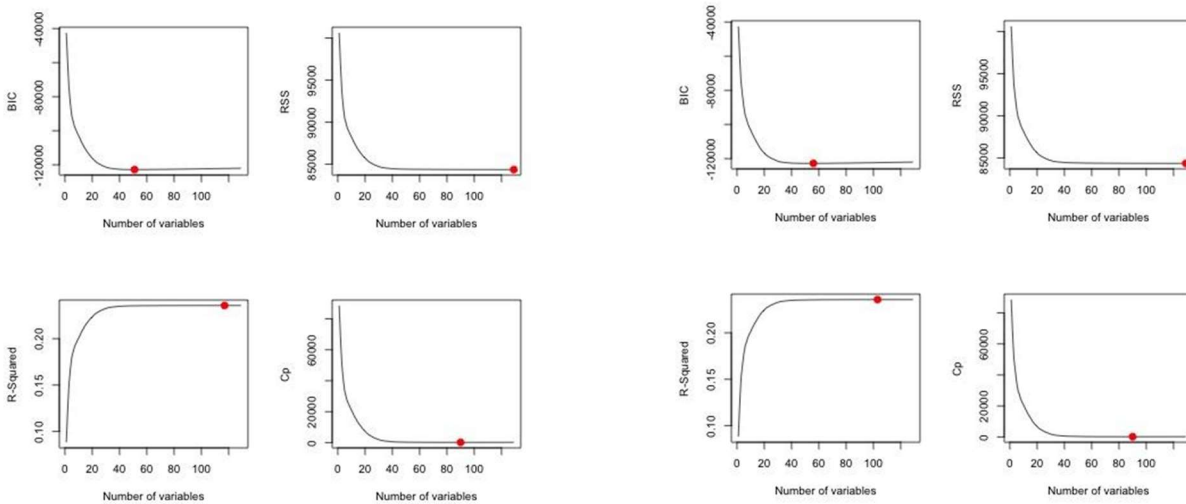 BIC
-40000
-80000
-120000
0 20 40 60 80 100
Number of variables
RSS
95000
90000
85000
0 20 40 60 80 100
Number of variables
R-Squared
0.20
0.15
0.10
0 20 40 60 80 100
Number of variables
Cp
60000
20000
0
0 20 40 60 80 100
Number of variables
BIC
-40000
-80000
-120000
0 20 40 60 80 100
Number of variables
RSS
95000
90000
85000
0 20 40 60 80 100
Number of variables
R-Squared
0.20
0.15
0.10
0 20 40 60 80 100
Number of variables
Cp
60000
20000
0
0 20 40 60 80 100
Number of variables